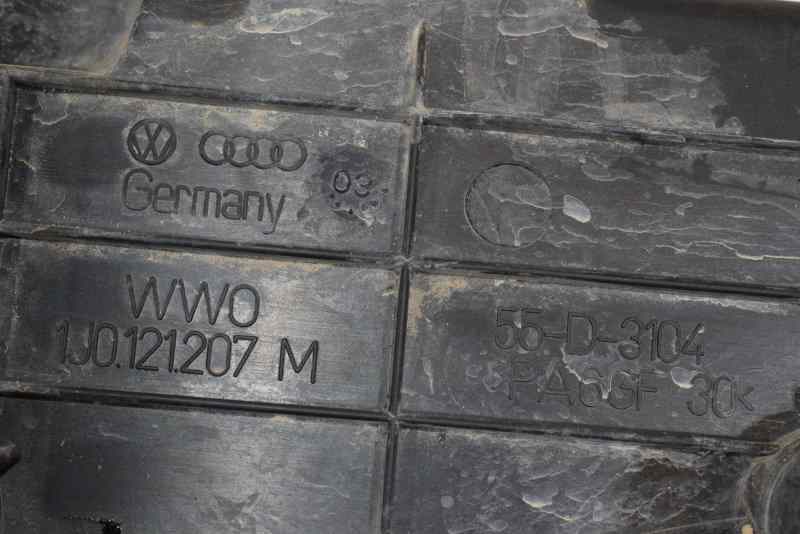 Germany
03
WWO
1J0.121.207 M
55-D-3104
PA6GF 30<